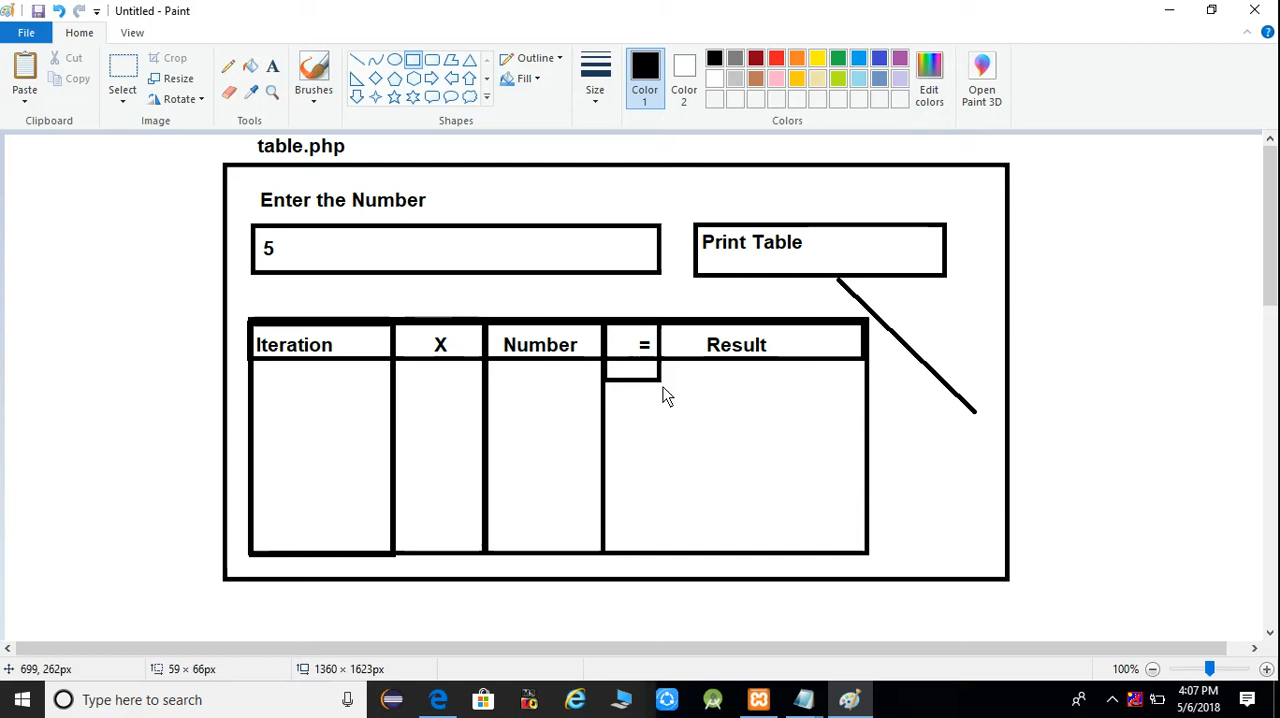 Untitled - Paint
File Home View
Paste
Cut
Copy
Clipboard
Select
Crop
Resize
Rotate
Image
A
Tools
Brushes
Shapes
Outline
Fill
Size
Color 1
Color 2
Edit colors
Open Paint 3D
Colors
table.php
Enter the Number
5
Print Table
Iteration X Number = Result
699, 262px
59 × 66px
1360 × 1623px
100%
Type here to search
4:07 PM
5/6/2018